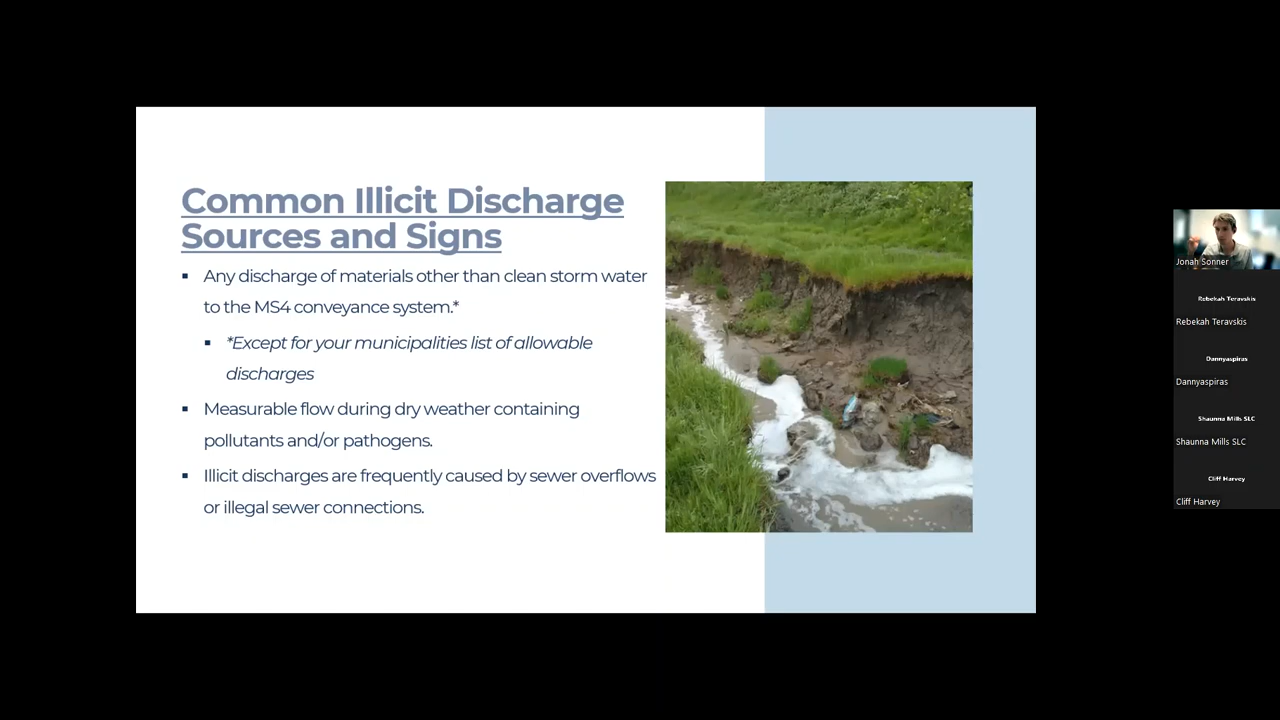 Common Illicit Discharge
Sources and Signs
▪ Any discharge of materials other than clean storm water
to the MS4 conveyance system.*
▪ *Except for your municipalities list of allowable
discharges
▪ Measurable flow during dry weather containing
pollutants and/or pathogens.
▪ Illicit discharges are frequently caused by sewer overflows
or illegal sewer connections.
Jonah Sonner
Rebekah Teravskis
Rebekah Teravskis
Dannyaspiras
Dannyaspiras
Shaunna Mills SLC
Shaunna Mills SLC
Cliff Harvey
Cliff Harvey